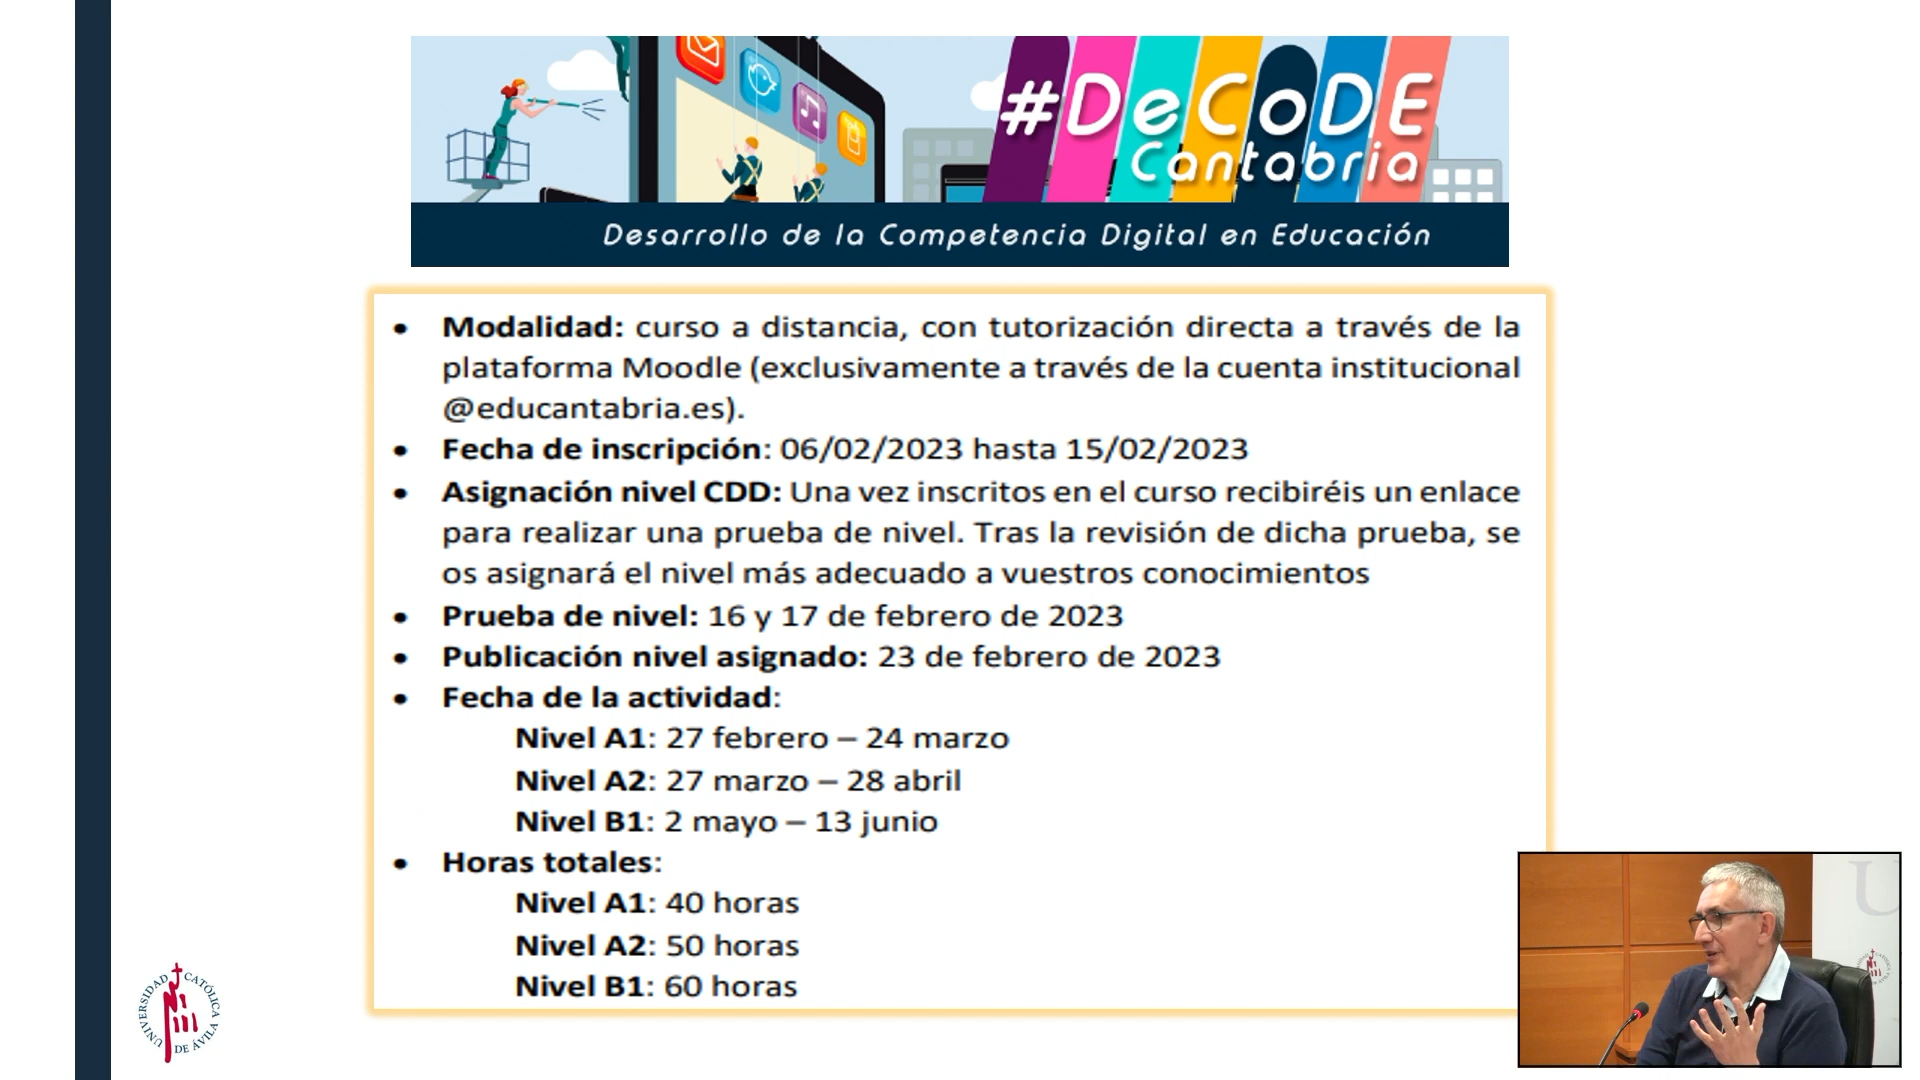 #DeCoDE
Cantabria
Desarrollo de la Competencia Digital en Educación
• Modalidad: curso a distancia, con tutorización directa a través de la
plataforma Moodle (exclusivamente a través de la cuenta institucional
@educantabria.es).
• Fecha de inscripción: 06/02/2023 hasta 15/02/2023
• Asignación nivel CDD: Una vez inscritos en el curso recibiréis un enlace
para realizar una prueba de nivel. Tras la revisión de dicha prueba, se
os asignará el nivel más adecuado a vuestros conocimientos
• Prueba de nivel: 16 y 17 de febrero de 2023
• Publicación nivel asignado: 23 de febrero de 2023
• Fecha de la actividad:
Nivel A1: 27 febrero – 24 marzo
Nivel A2: 27 marzo – 28 abril
Nivel B1: 2 mayo – 13 junio
• Horas totales:
Nivel A1: 40 horas
Nivel A2: 50 horas
Nivel B1: 60 horas
UNIVERSIDAD CATÓLICA DE ÁVILA
U